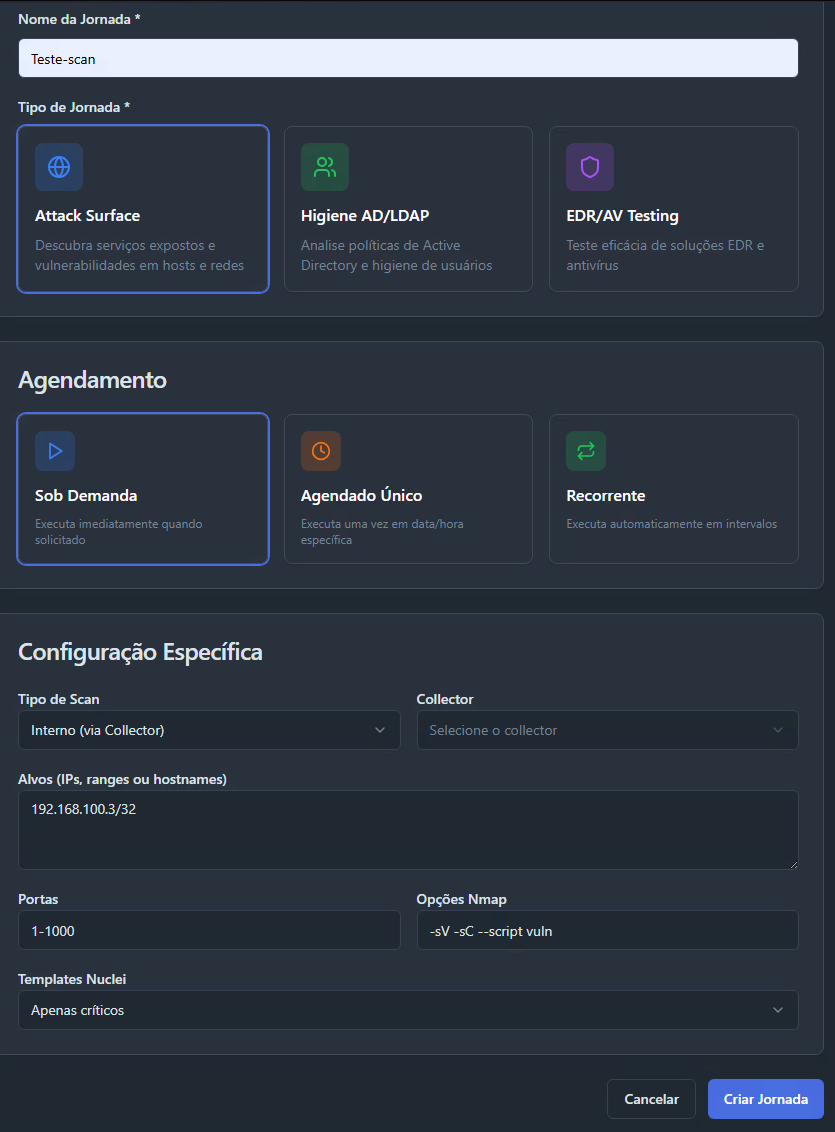 Nome da Jornada *
Teste-scan
Tipo de Jornada *
Attack Surface
Descubra serviços expostos e
vulnerabilidades em hosts e redes
Higiene AD/LDAP
Analise políticas de Active
Directory e higiene de usuários
EDR/AV Testing
Teste eficácia de soluções EDR e
antivírus
Agendamento
Sob Demanda
Executa imediatamente quando
solicitado
Agendado Único
Executa uma vez em data/hora
específica
Recorrente
Executa automaticamente em intervalos
Configuração Específica
Tipo de Scan
Interno (via Collector)
Collector
Selecione o collector
Alvos (IPs, ranges ou hostnames)
192.168.100.3/32
Portas
1-1000
Opções Nmap
-sV -sC --script vuln
Templates Nuclei
Apenas críticos
Cancelar
Criar Jornada